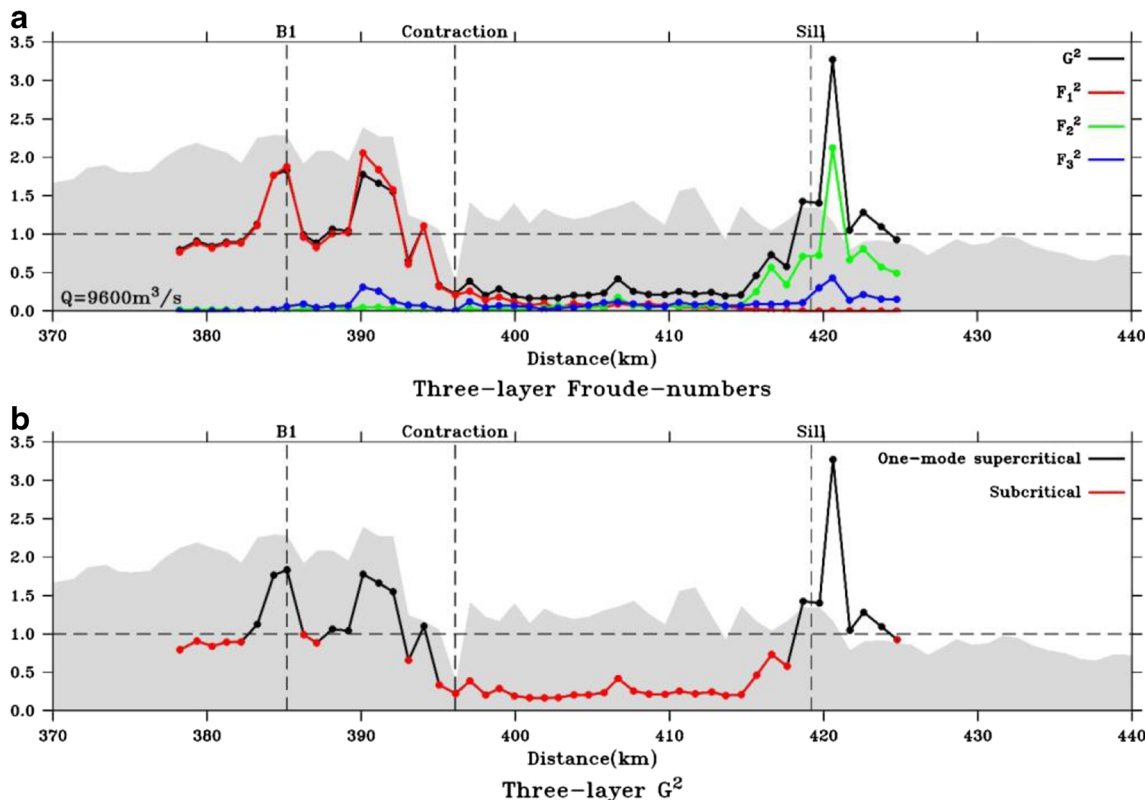 a
B1 Contraction Sill
3.5
3.0
2.5
2.0
1.5
1.0
0.5
0.0
G²
F₁²
F₂²
F₃²
Q=9600m³/s
370 380 390 400 410 420 430 440
Distance(km)
Three-layer Froude-numbers
b
B1 Contraction Sill
3.5
3.0
2.5
2.0
1.5
1.0
0.5
0.0
One-mode supercritical
Subcritical
370 380 390 400 410 420 430 440
Distance(km)
Three-layer G²